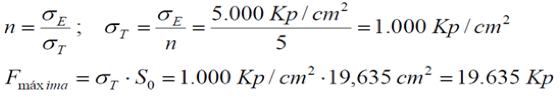 n = σ_E / σ_T ; σ_T = σ_E / n = 5.000 Kp / cm² / 5 = 1.000 Kp / cm²
F_máxima = σ_T · S_0 = 1.000 Kp / cm² · 19,635 cm² = 19.635 Kp